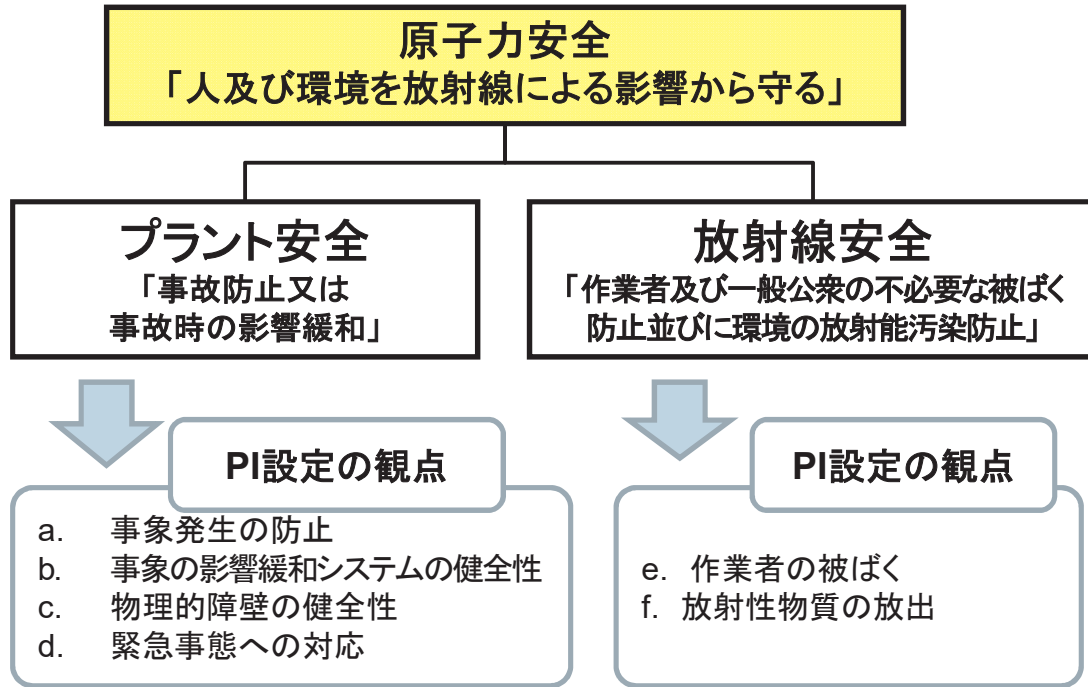 原子力安全
「人及び環境を放射線による影響から守る」
プラント安全
「事故防止又は
事故時の影響緩和」
放射線安全
「作業者及び一般公衆の不必要な被ばく
防止並びに環境の放射能汚染防止」
PI設定の観点
a. 事象発生の防止
b. 事象の影響緩和システムの健全性
c. 物理的障壁の健全性
d. 緊急事態への対応
PI設定の観点
e. 作業者の被ばく
f. 放射性物質の放出